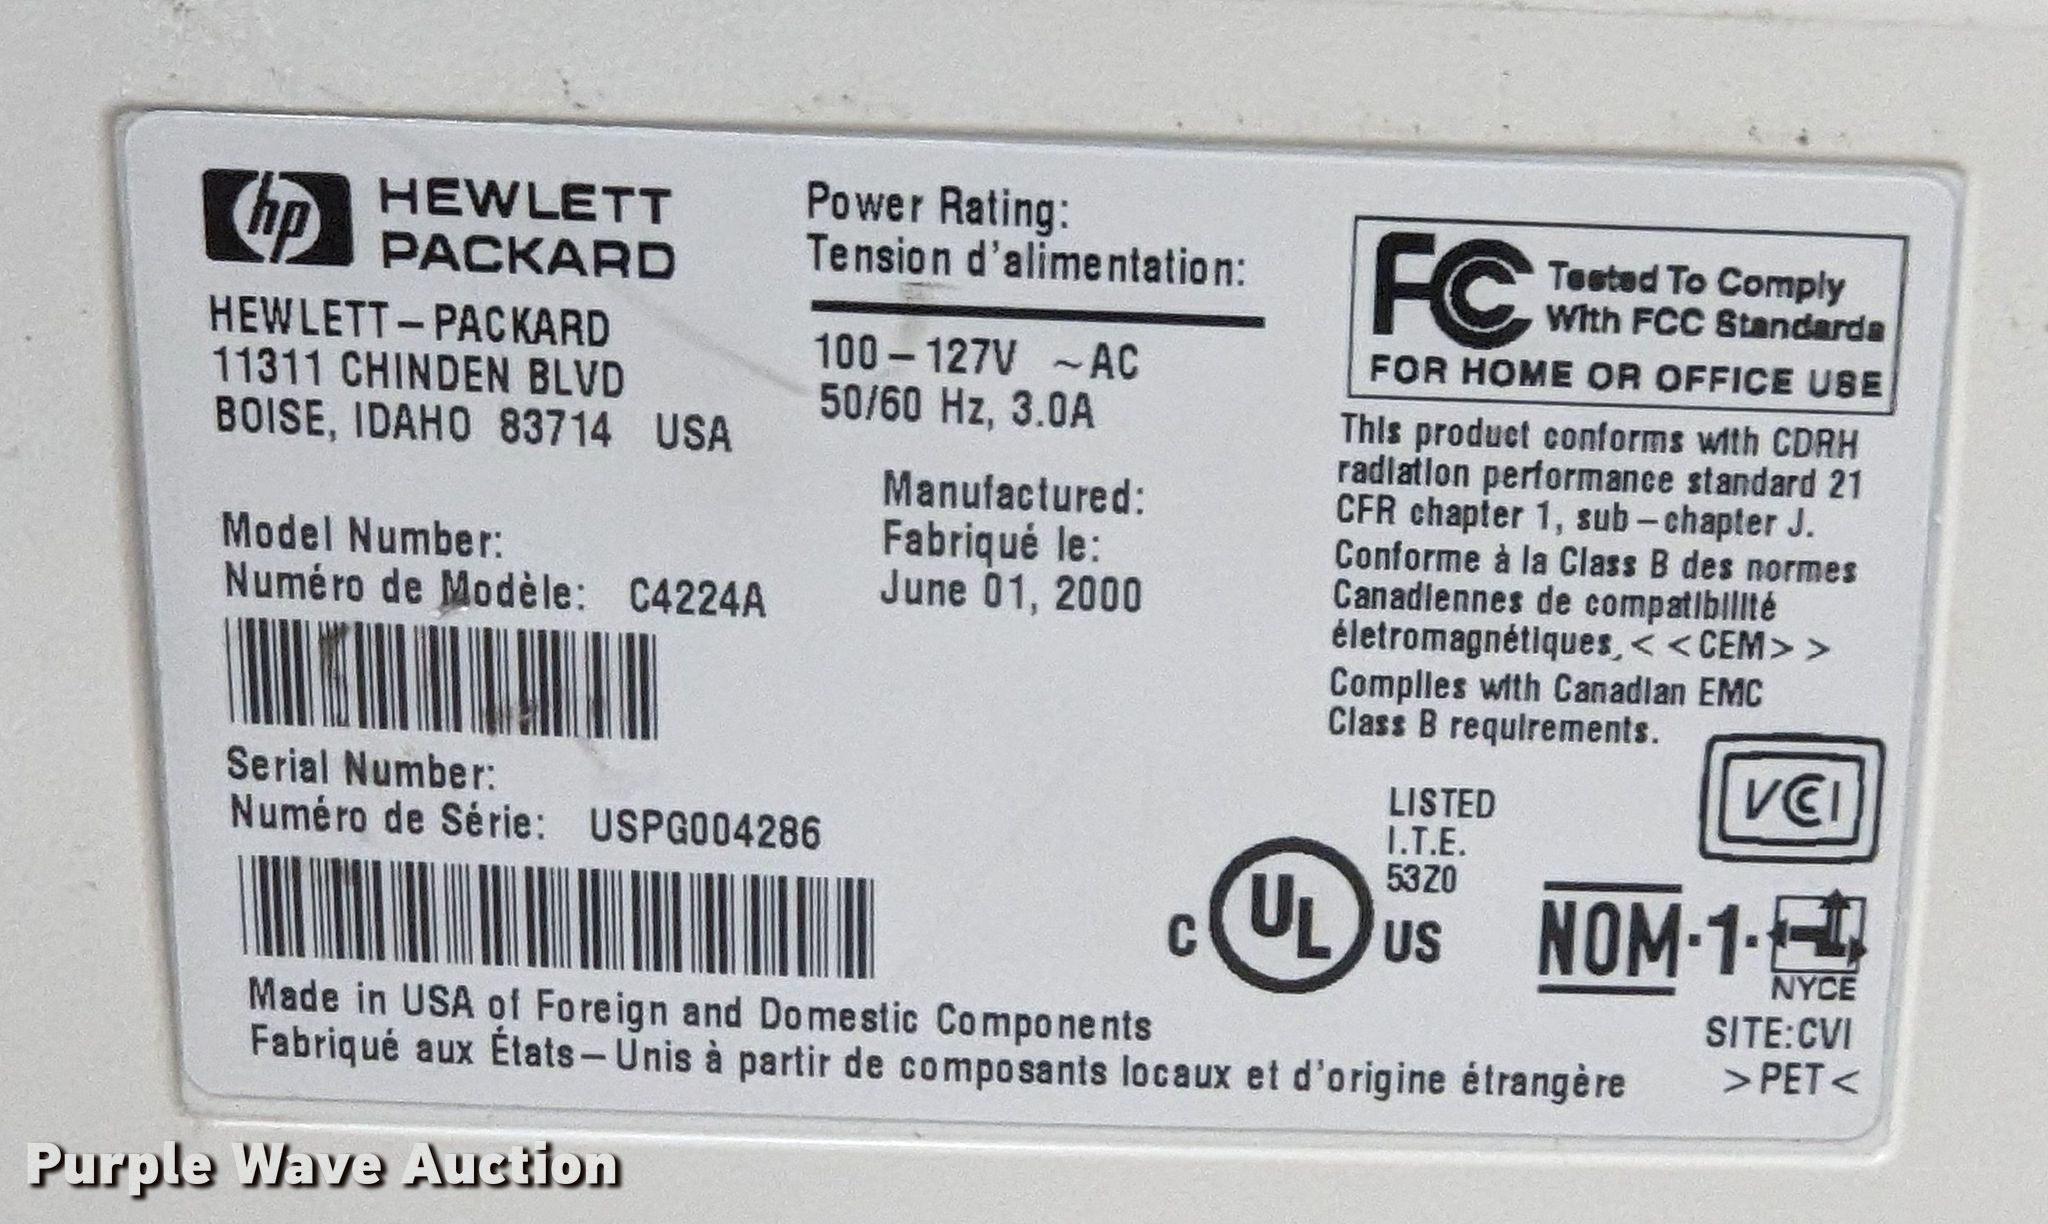 hp HEWLETT
PACKARD
HEWLETT-PACKARD
11311 CHINDEN BLVD
BOISE, IDAHO 83714 USA
Model Number:
Numéro de Modèle: C4224A
Serial Number:
Numéro de Série: USPG004286
Made in USA of Foreign and Domestic Components
Fabriqué aux États-Unis à partir de composants locaux et d'origine étrangère
Power Rating:
Tension d'alimentation:
100-127V ~AC
50/60 Hz, 3.0A
Manufactured:
Fabriqué le:
June 01, 2000
FC Tested To Comply
With FCC Standards
FOR HOME OR OFFICE USE
This product conforms with CDRH
radiation performance standard 21
CFR chapter 1, sub-chapter J.
Conforme à la Class B des normes
Canadiennes de compatibilité
életromagnétiques, < <CEM> >
Complies with Canadian EMC
Class B requirements.
VCCI
LISTED
I.T.E.
53Z0
C UL US
NOM-1-
NYCE
SITE:CVI
>PET<
Purple Wave Auction